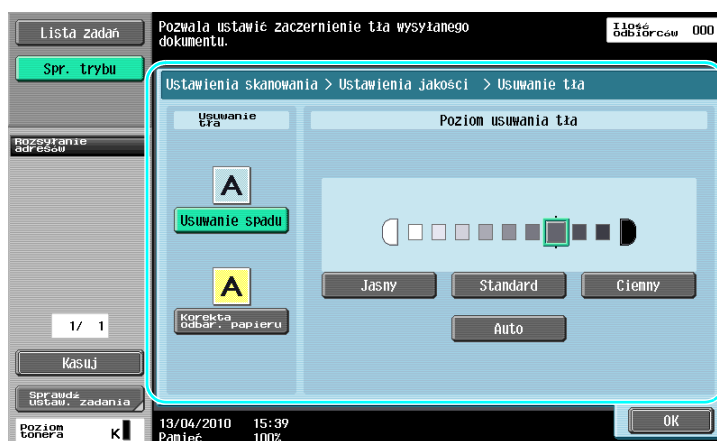 Lista zadań
Pozwala ustawić zaczernienie tła wysyłanego
dokumentu.
Ilość
odbiorców 000
Spr. trybu
Ustawienia skanowania > Ustawienia jakości > Usuwanie tła
Usuwanie
tła
Poziom usuwania tła
Rozsyłanie
adresów
A
Usuwanie spadu
A
Korekta
odbar. papieru
Jasny
Standard
Ciemny
Auto
1/ 1
Kasuj
Sprawdź
ustaw. zadania
Poziom
tonera K
13/04/2010 15:39
Pamięć 100%
OK